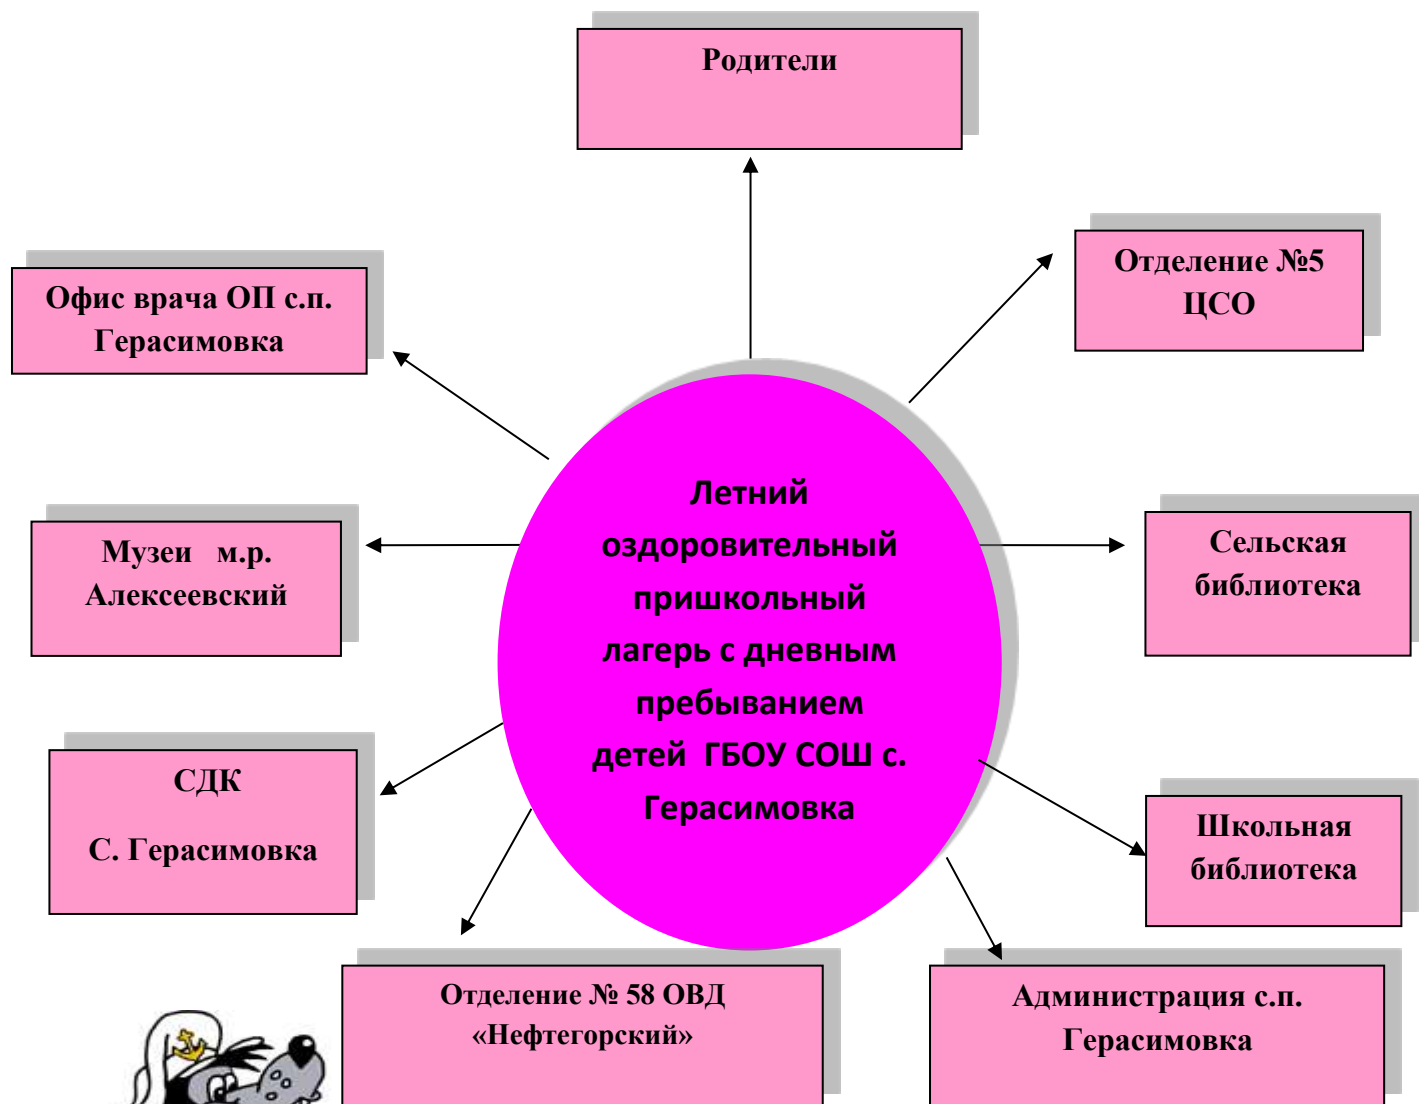 Родители
Отделение №5
ЦСО
Офис врача ОП с.п.
Герасимовка
Летний
оздоровительный
пришкольный
лагерь с дневным
пребыванием
детей ГБОУ СОШ с.
Герасимовка
Музеи м.р.
Алексеевский
Сельская
библиотека
СДК
С. Герасимовка
Школьная
библиотека
Отделение № 58 ОВД
«Нефтегорский»
Администрация с.п.
Герасимовка